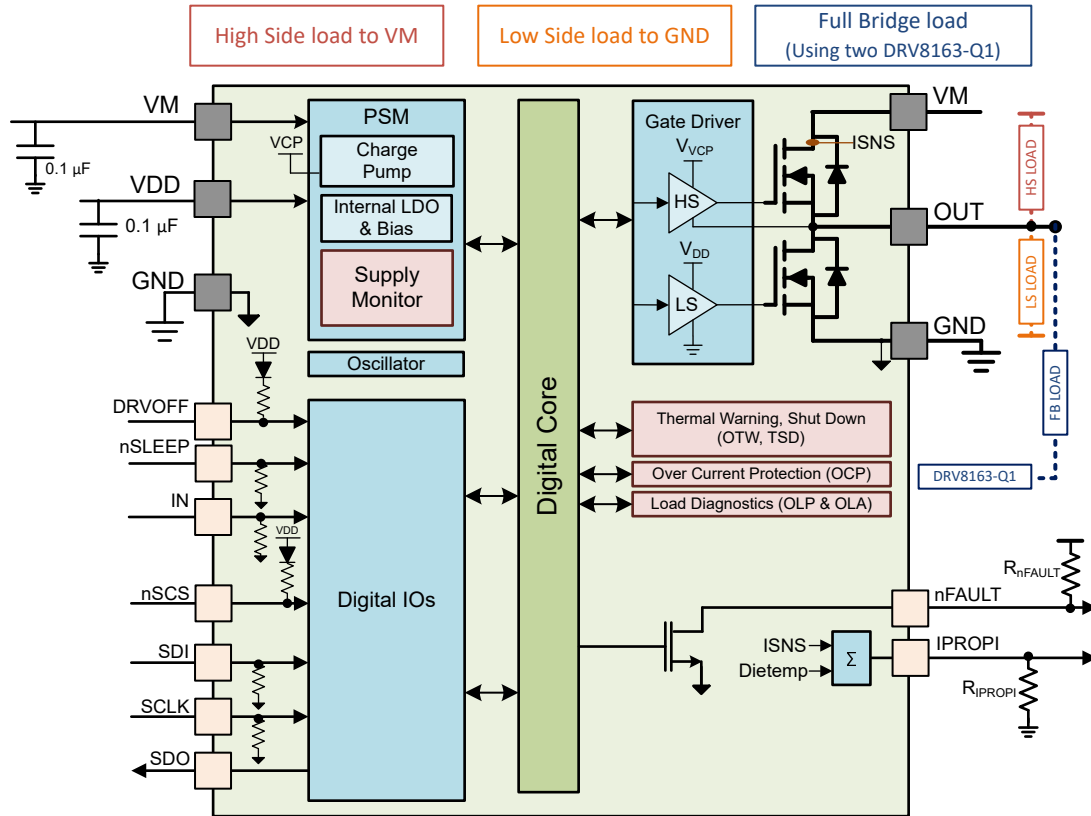 High Side load to VM
Low Side load to GND
Full Bridge load
(Using two DRV8163-Q1)
VM
0.1 µF
VDD
0.1 µF
GND
PSM
VCP
Charge
Pump
Internal LDO
& Bias
Supply
Monitor
Oscillator
VDD
DRVOFF
nSLEEP
IN
VDD
nSCS
SDI
SCLK
SDO
Digital IOs
Digital Core
Gate Driver
VVCP
HS
VDD
LS
ISNS
VM
OUT
GND
HS LOAD
LS LOAD
FB LOAD
DRV8163-Q1
Thermal Warning, Shut Down
(OTW, TSD)
Over Current Protection (OCP)
Load Diagnostics (OLP & OLA)
RnFAULT
nFAULT
ISNS
Dietemp
Σ
IPROPI
RIPROPI